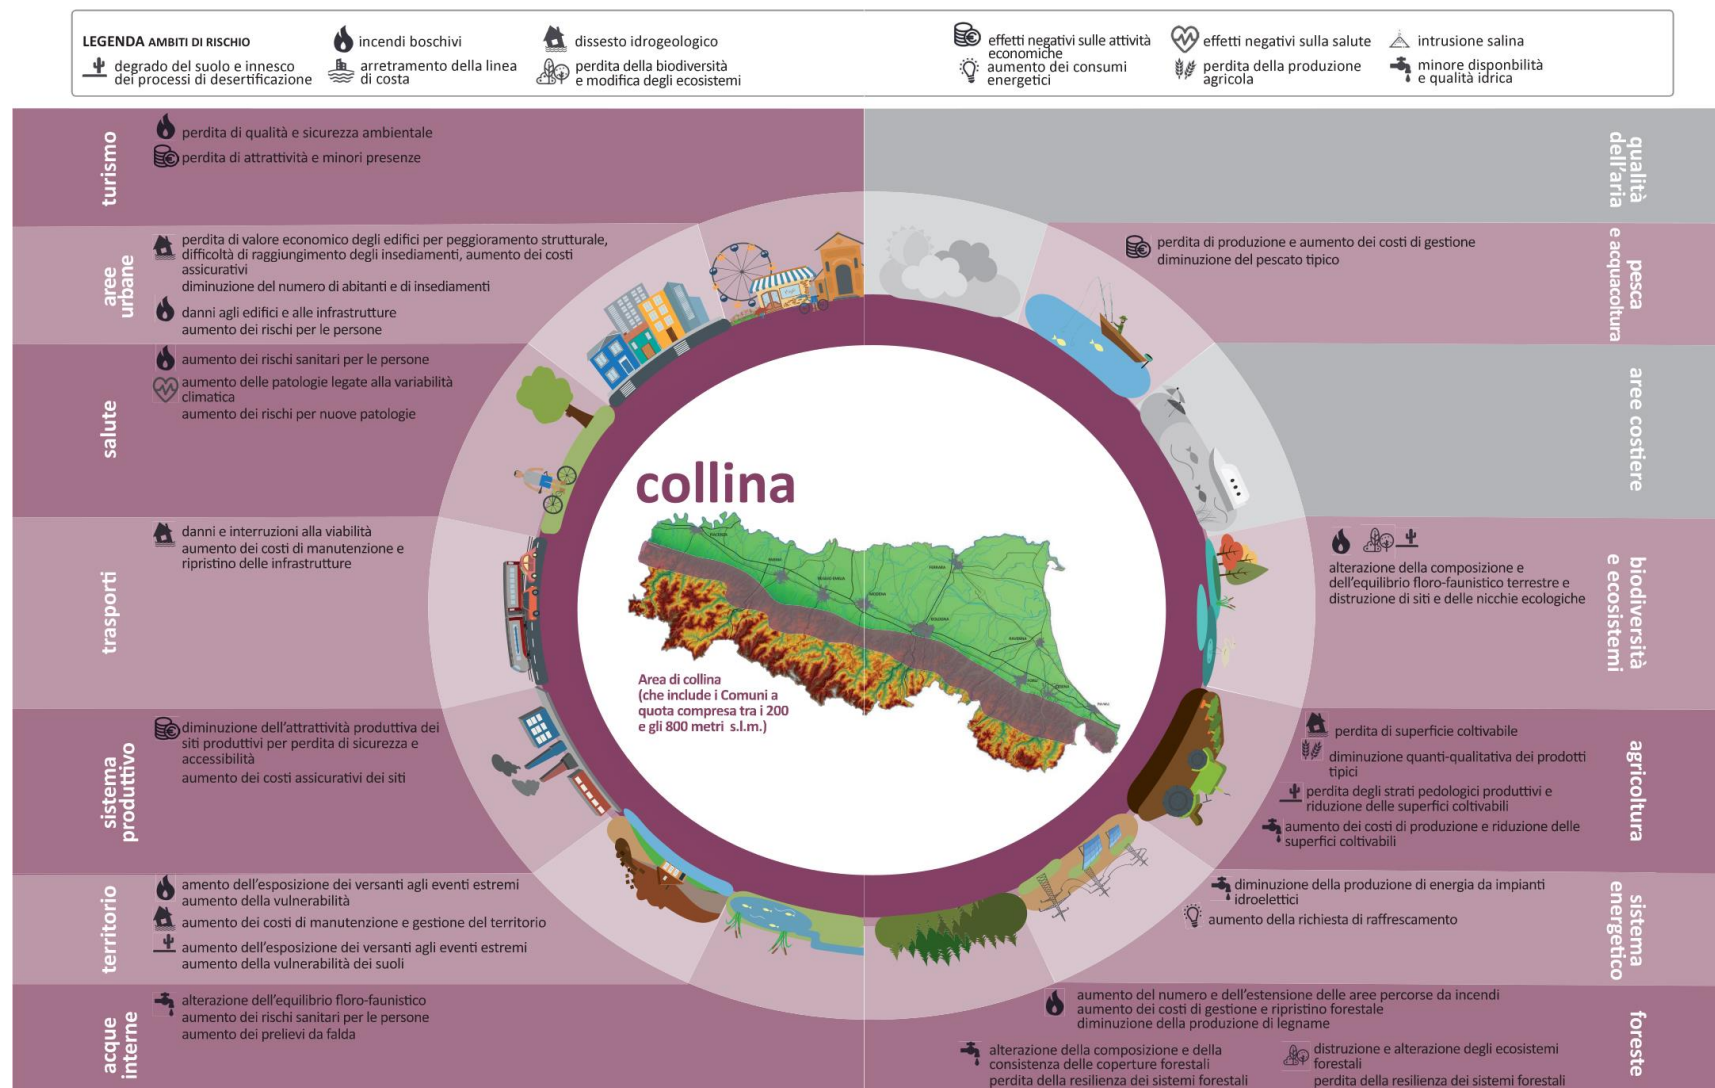 LEGENDA AMBITI DI RISCHIO
incendi boschivi
dissesto idrogeologico
degrado del suolo e innesco
dei processi di desertificazione
arretramento della linea
di costa
perdita della biodiversità
e modifica degli ecosistemi
effetti negativi sulle attività
economiche
effetti negativi sulla salute
intrusione salina
aumento dei consumi
energetici
perdita della produzione
agricola
minore disponbilità
e qualità idrica
turismo
perdita di qualità e sicurezza ambientale
perdita di attrattività e minori presenze
aree
urbane
perdita di valore economico degli edifici per peggioramento strutturale,
difficoltà di raggiungimento degli insediamenti, aumento dei costi
assicurativi
diminuzione del numero di abitanti e di insediamenti
danni agli edifici e alle infrastrutture
aumento dei rischi per le persone
salute
aumento dei rischi sanitari per le persone
aumento delle patologie legate alla variabilità
climatica
aumento dei rischi per nuove patologie
trasporti
danni e interruzioni alla viabilità
aumento dei costi di manutenzione e
ripristino delle infrastrutture
sistema
produttivo
diminuzione dell'attrattività produttiva dei
siti produttivi per perdita di sicurezza e
accessibilità
aumento dei costi assicurativi dei siti
territorio
amento dell'esposizione dei versanti agli eventi estremi
aumento della vulnerabilità
aumento dei costi di manutenzione e gestione del territorio
aumento dell'esposizione dei versanti agli eventi estremi
aumento della vulnerabilità dei suoli
acque
interne
alterazione dell'equilibrio floro-faunistico
aumento dei rischi sanitari per le persone
aumento dei prelievi da falda
collina
Area di collina
(che include i Comuni a
quota compresa tra i 200
e gli 800 metri s.l.m.)
qualità
dell'aria
pesca
e acquacoltura
perdita di produzione e aumento dei costi di gestione
diminuzione del pescato tipico
aree costiere
biodiversità
e ecosistemi
alterazione della composizione e
dell'equilibrio floro-faunistico terrestre e
distruzione di siti e delle nicchie ecologiche
agricoltura
perdita di superficie coltivabile
diminuzione quanti-qualitativa dei prodotti
tipici
perdita degli strati pedologici produttivi e
riduzione delle superfici coltivabili
aumento dei costi di produzione e riduzione delle
superfici coltivabili
sistema
energetico
diminuzione della produzione di energia da impianti
idroelettici
aumento della richiesta di raffrescamento
foreste
aumento del numero e dell'estensione delle aree percorse da incendi
aumento dei costi di gestione e ripristino forestale
diminuzione della produzione di legname
alterazione della composizione e della
consistenza delle coperture forestali
perdita della resilienza dei sistemi forestali
distruzione e alterazione degli ecosistemi
forestali
perdita della resilienza dei sistemi forestali